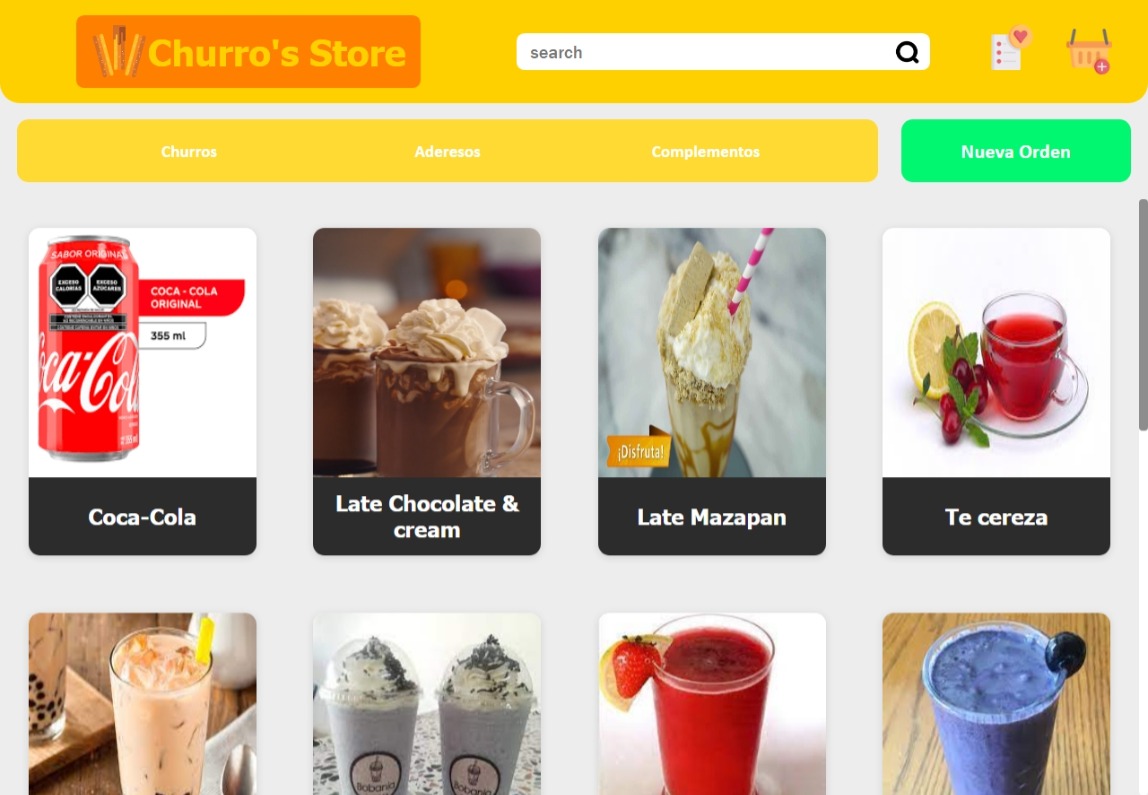 Churro's Store
search
Churros
Aderesos
Complementos
Nueva Orden
SABOR ORIGINAL
EXCESO CALORÍAS
EXCESO AZÚCARES
COCA - COLA
ORIGINAL
355 ml
Coca-Col
¡Disfruta!
Coca-Cola
Late Chocolate &
cream
Late Mazapan
Te cereza
Bobania
Bobania